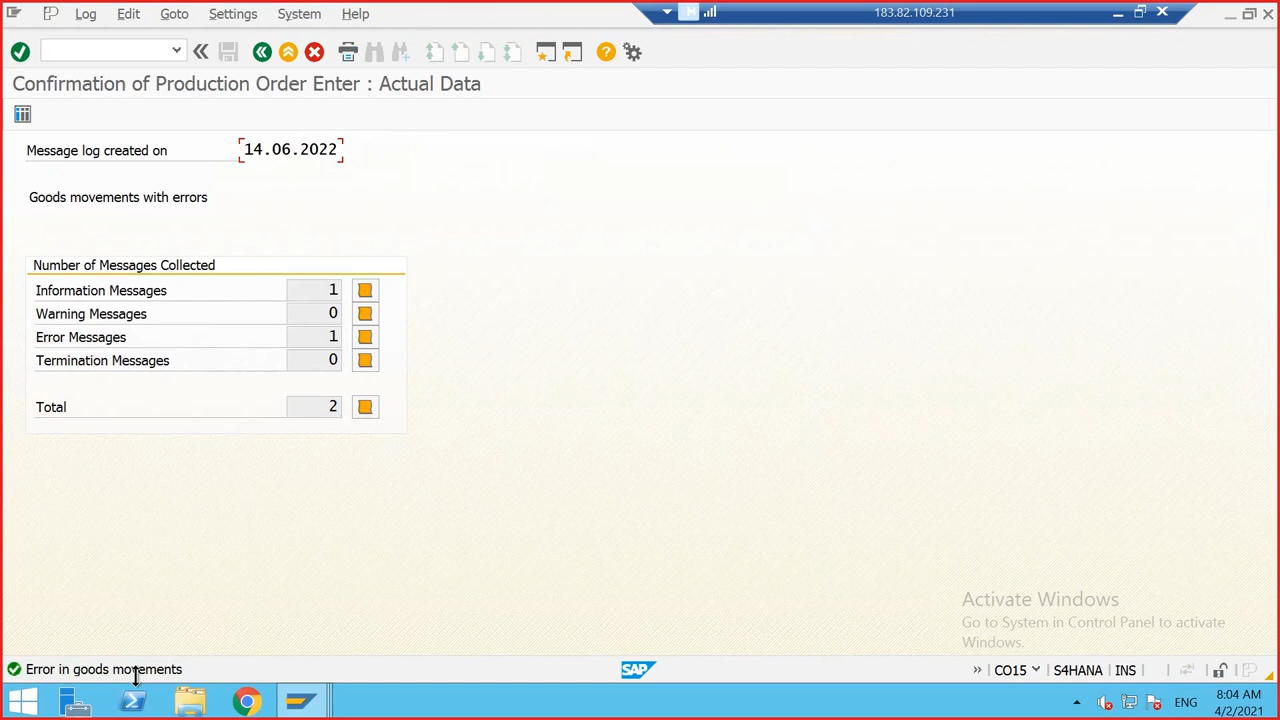 Log Edit Goto Settings System Help
183.82.109.231
Confirmation of Production Order Enter : Actual Data
Message log created on 14.06.2022
Goods movements with errors
Number of Messages Collected
Information Messages 1
Warning Messages 0
Error Messages 1
Termination Messages 0
Total 2
Activate Windows
Go to System in Control Panel to activate
Windows.
Error in goods movements
SAP
CO15 S4HANA INS
ENG
8:04 AM
4/2/2021